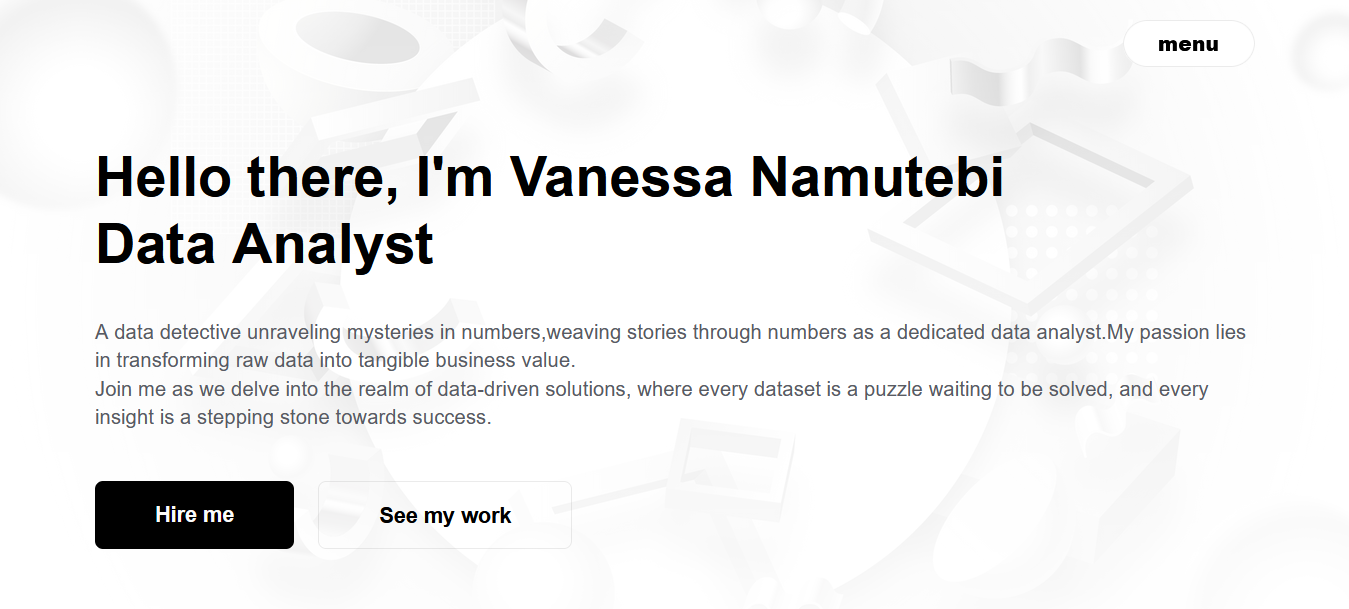 menu
Hello there, I'm Vanessa Namutebi
Data Analyst
A data detective unraveling mysteries in numbers,weaving stories through numbers as a dedicated data analyst.My passion lies
in transforming raw data into tangible business value.
Join me as we delve into the realm of data-driven solutions, where every dataset is a puzzle waiting to be solved, and every
insight is a stepping stone towards success.
Hire me
See my work